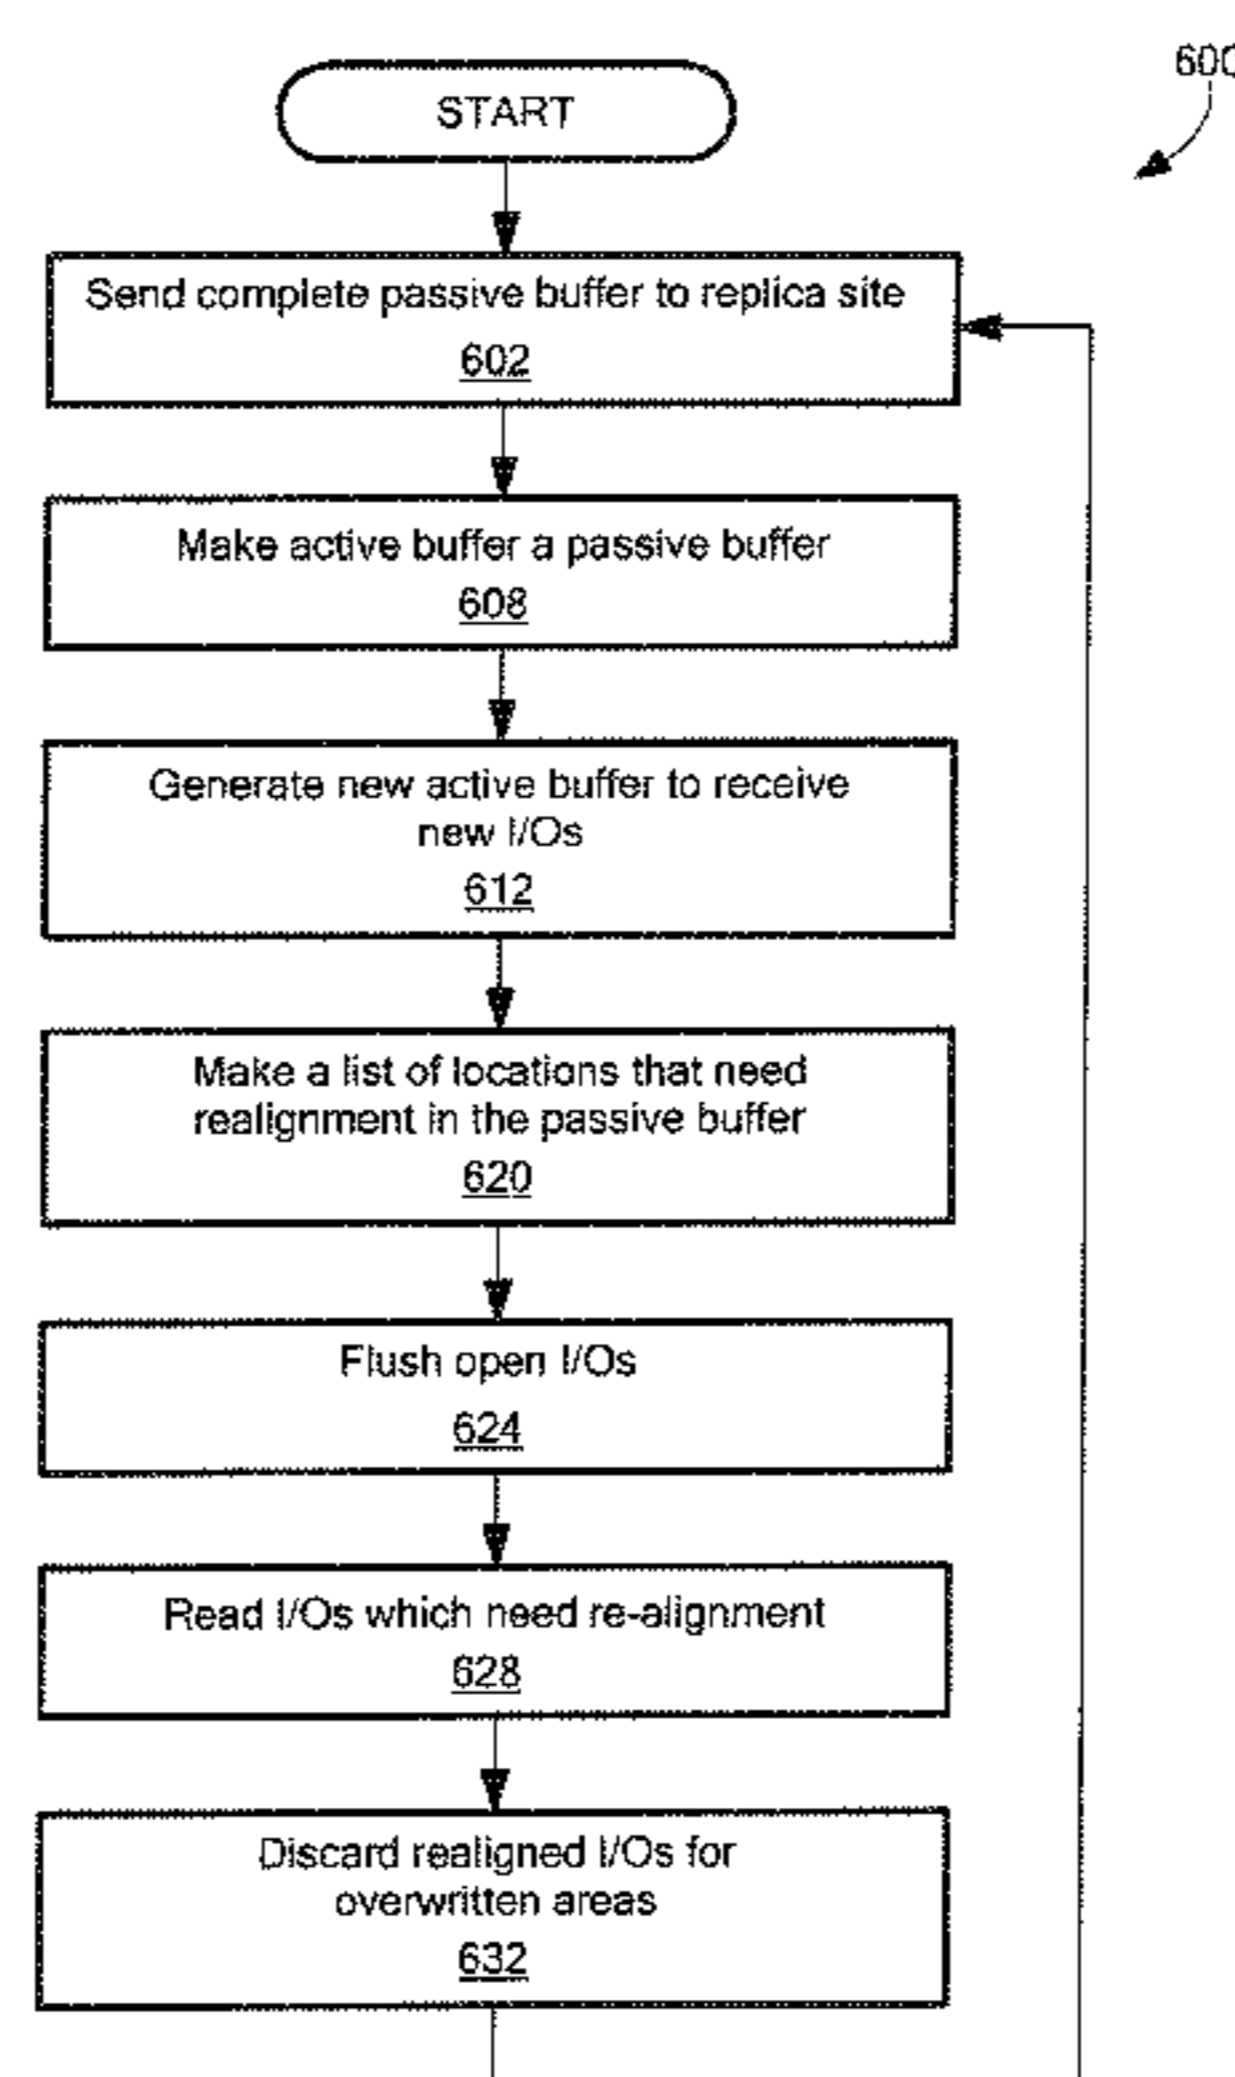 600
START
Send complete passive buffer to replica site
602
Make active buffer a passive buffer
608
Generate new active buffer to receive
new I/Os
612
Make a list of locations that need
realignment in the passive buffer
620
Flush open I/Os
624
Read I/Os which need re-alignment
628
Discard realigned I/Os for
overwritten areas
632